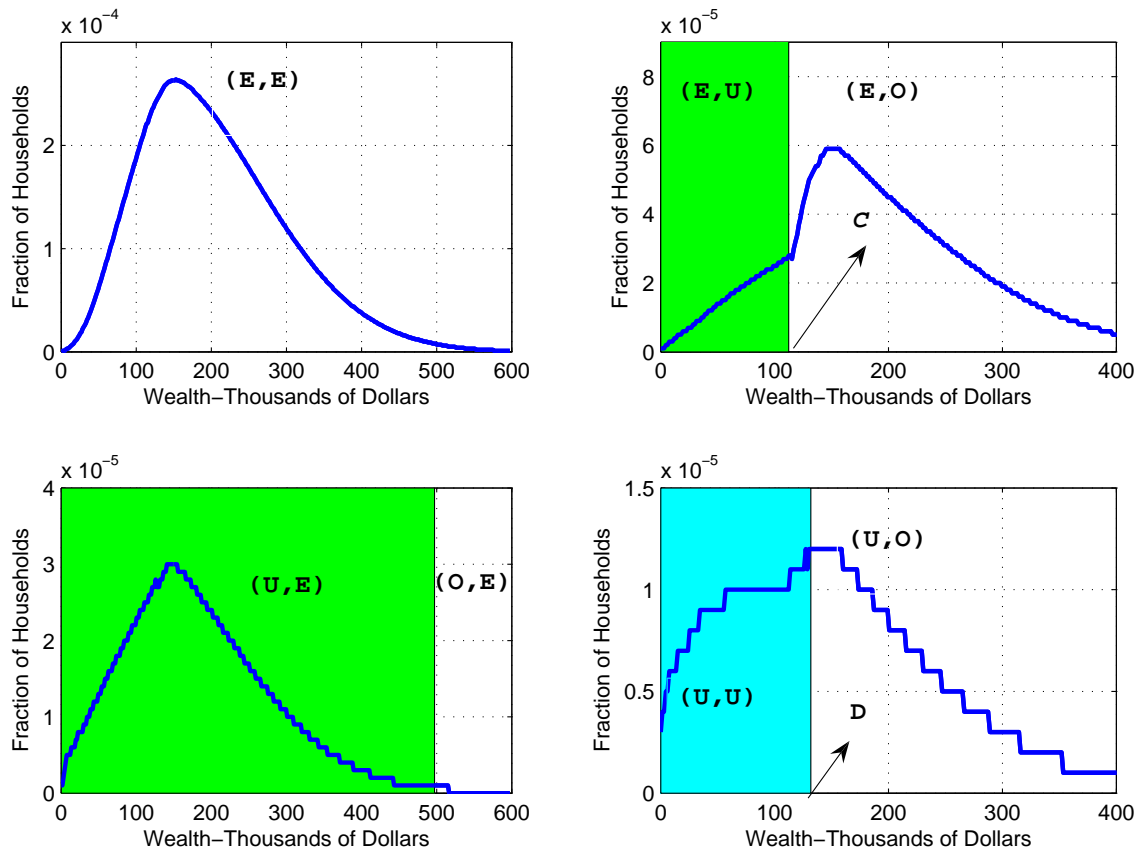 x 10⁻⁴
4
2
0
Fraction of Households
(E,E)
0 100 200 300 400 500 600
Wealth−Thousands of Dollars
x 10⁻⁵
8
6
4
2
0
Fraction of Households
(E,U)
(E,O)
C
0 100 200 300 400
Wealth−Thousands of Dollars
x 10⁻⁵
4
3
2
1
0
Fraction of Households
(U,E)
(O,E)
0 100 200 300 400 500 600
Wealth−Thousands of Dollars
x 10⁻⁵
1.5
1
0.5
0
Fraction of Households
(U,O)
(U,U)
D
0 100 200 300 400
Wealth−Thousands of Dollars